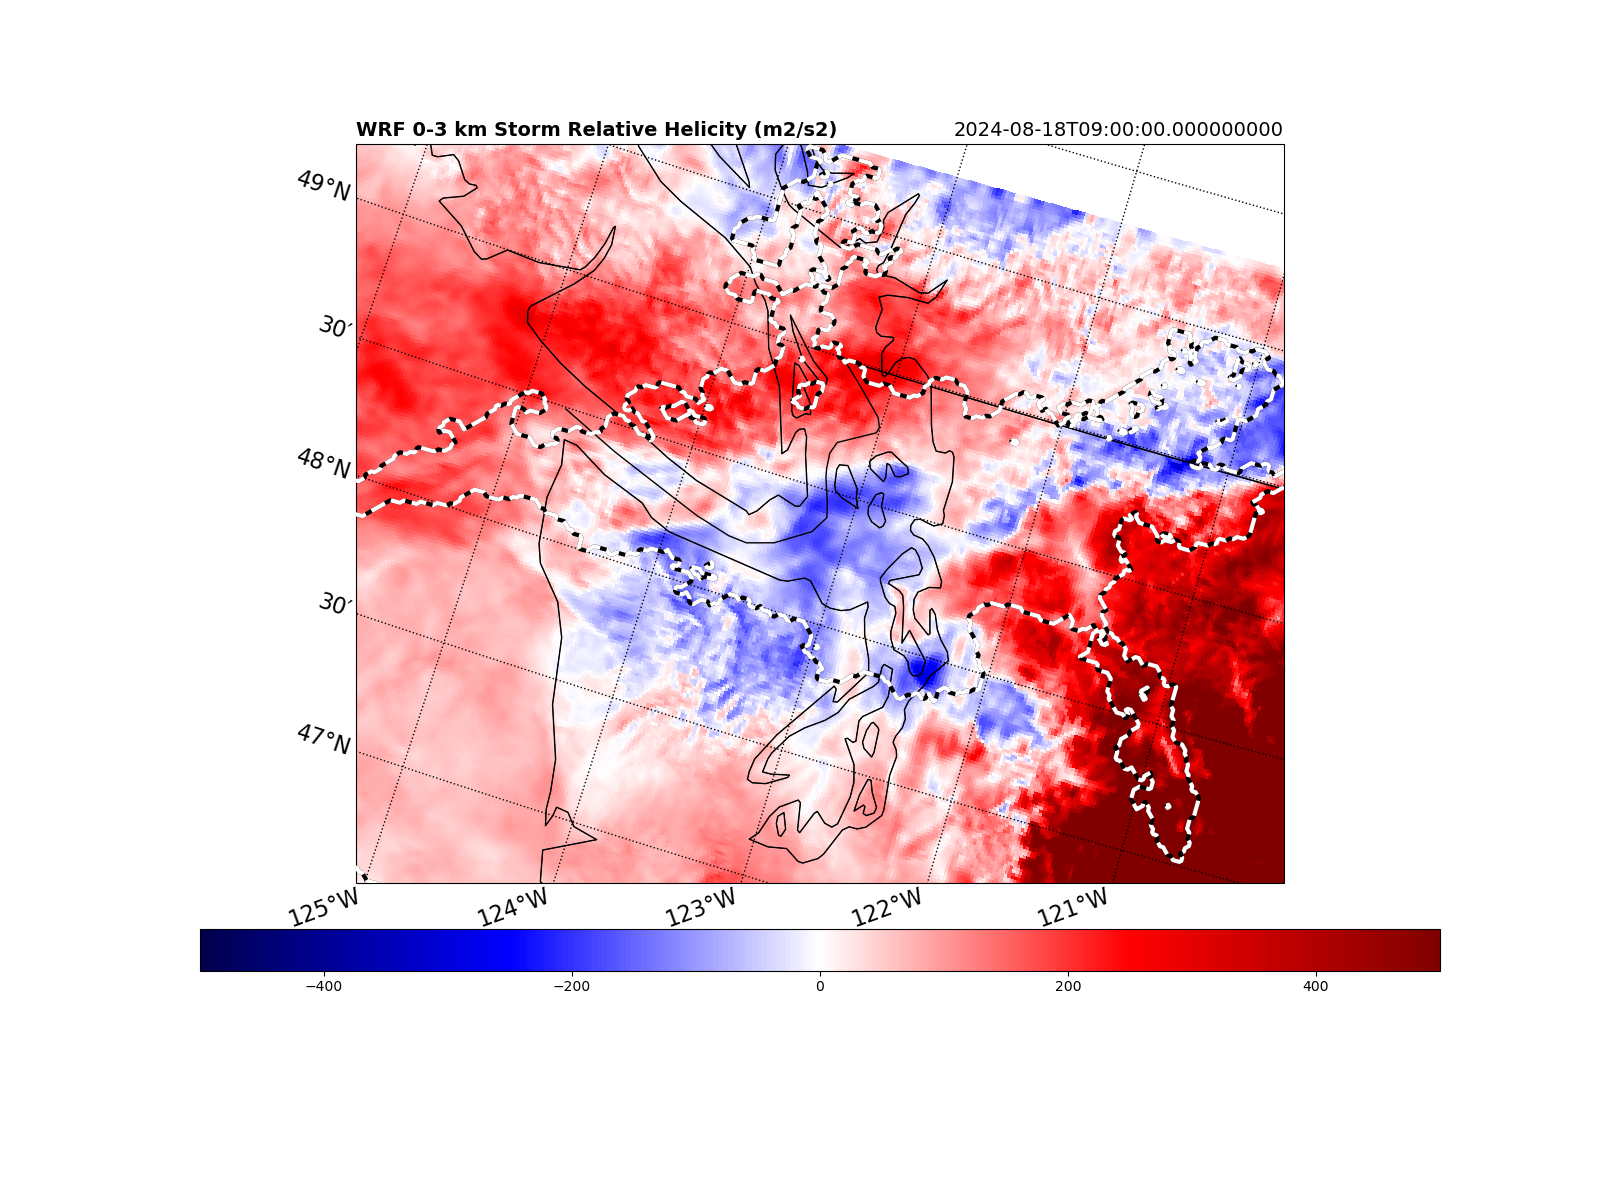 WRF 0-3 km Storm Relative Helicity (m2/s2)
2024-08-18T09:00:00.000000000
49°N
30′
48°N
30′
47°N
125°W
124°W
123°W
122°W
121°W
−400
−200
0
200
400